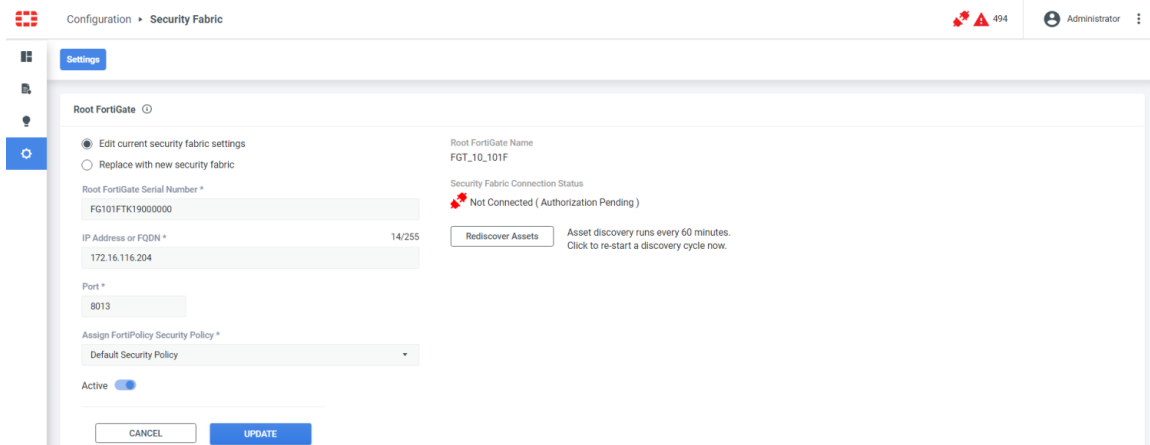 Configuration ▸ Security Fabric
494
Administrator
Settings
Root FortiGate
Edit current security fabric settings
Replace with new security fabric
Root FortiGate Serial Number *
FG101FTK19000000
IP Address or FQDN *
14/255
172.16.116.204
Port *
8013
Assign FortiPolicy Security Policy *
Default Security Policy
Active
CANCEL
UPDATE
Root FortiGate Name
FGT_10_101F
Security Fabric Connection Status
Not Connected ( Authorization Pending )
Rediscover Assets
Asset discovery runs every 60 minutes.
Click to re-start a discovery cycle now.